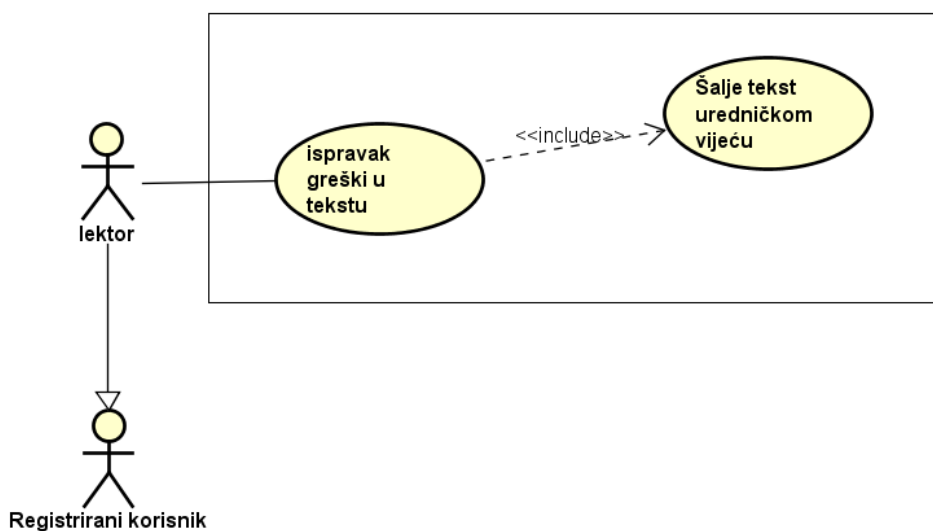 Šalje tekst
uredničkom
vijeću
<<include>>
ispravak
greški u
tekstu
lektor
Registrirani korisnik